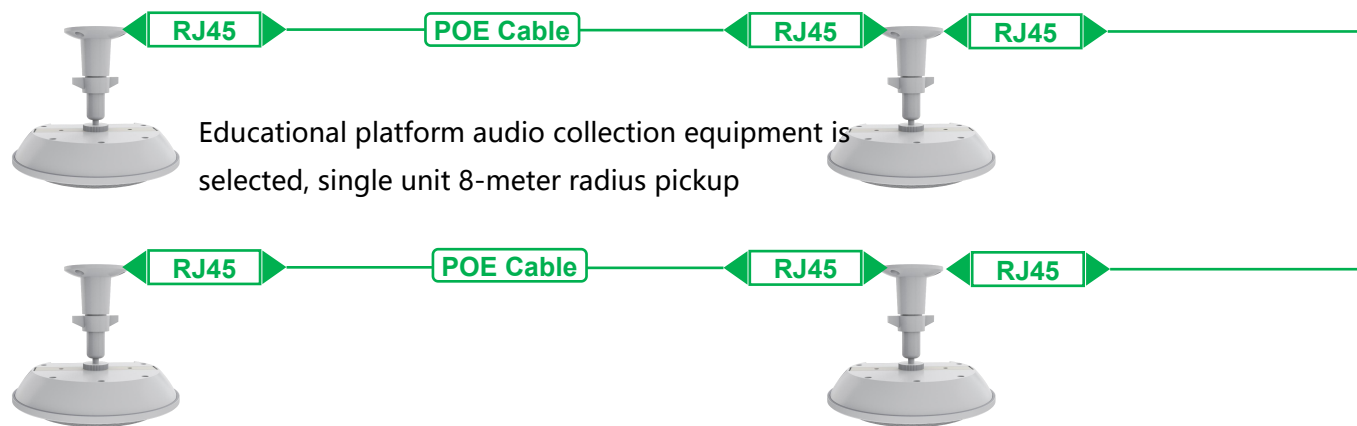 RJ45 POE Cable RJ45 RJ45
Educational platform audio collection equipment is
selected, single unit 8-meter radius pickup
RJ45 POE Cable RJ45 RJ45